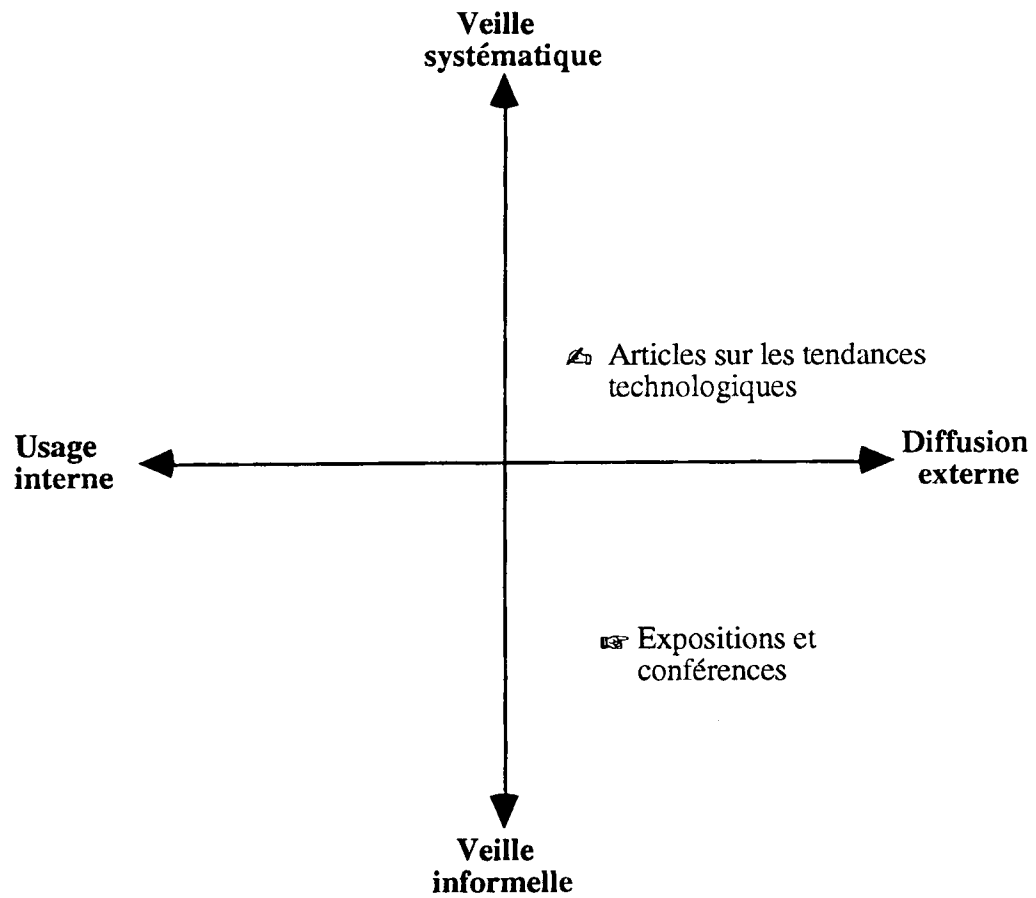 Veille
systématique
✍ Articles sur les tendances
technologiques
Usage
interne
Diffusion
externe
☞ Expositions et
conférences
Veille
informelle